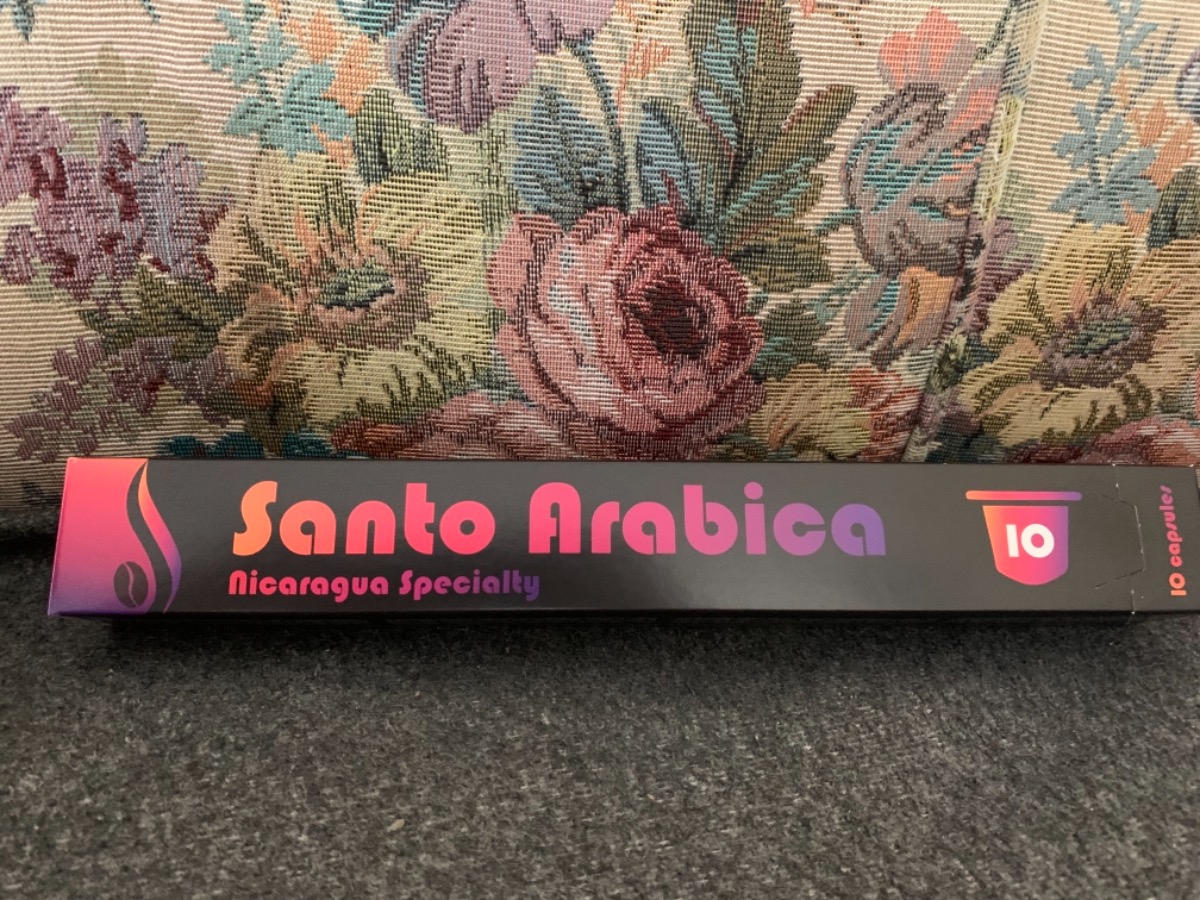 Santo Arabica
Nicaragua Specialty
10
10 capsules